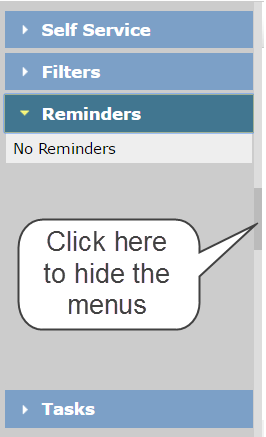 Self Service
Filters
Reminders
No Reminders
Click here
to hide the
menus
Tasks